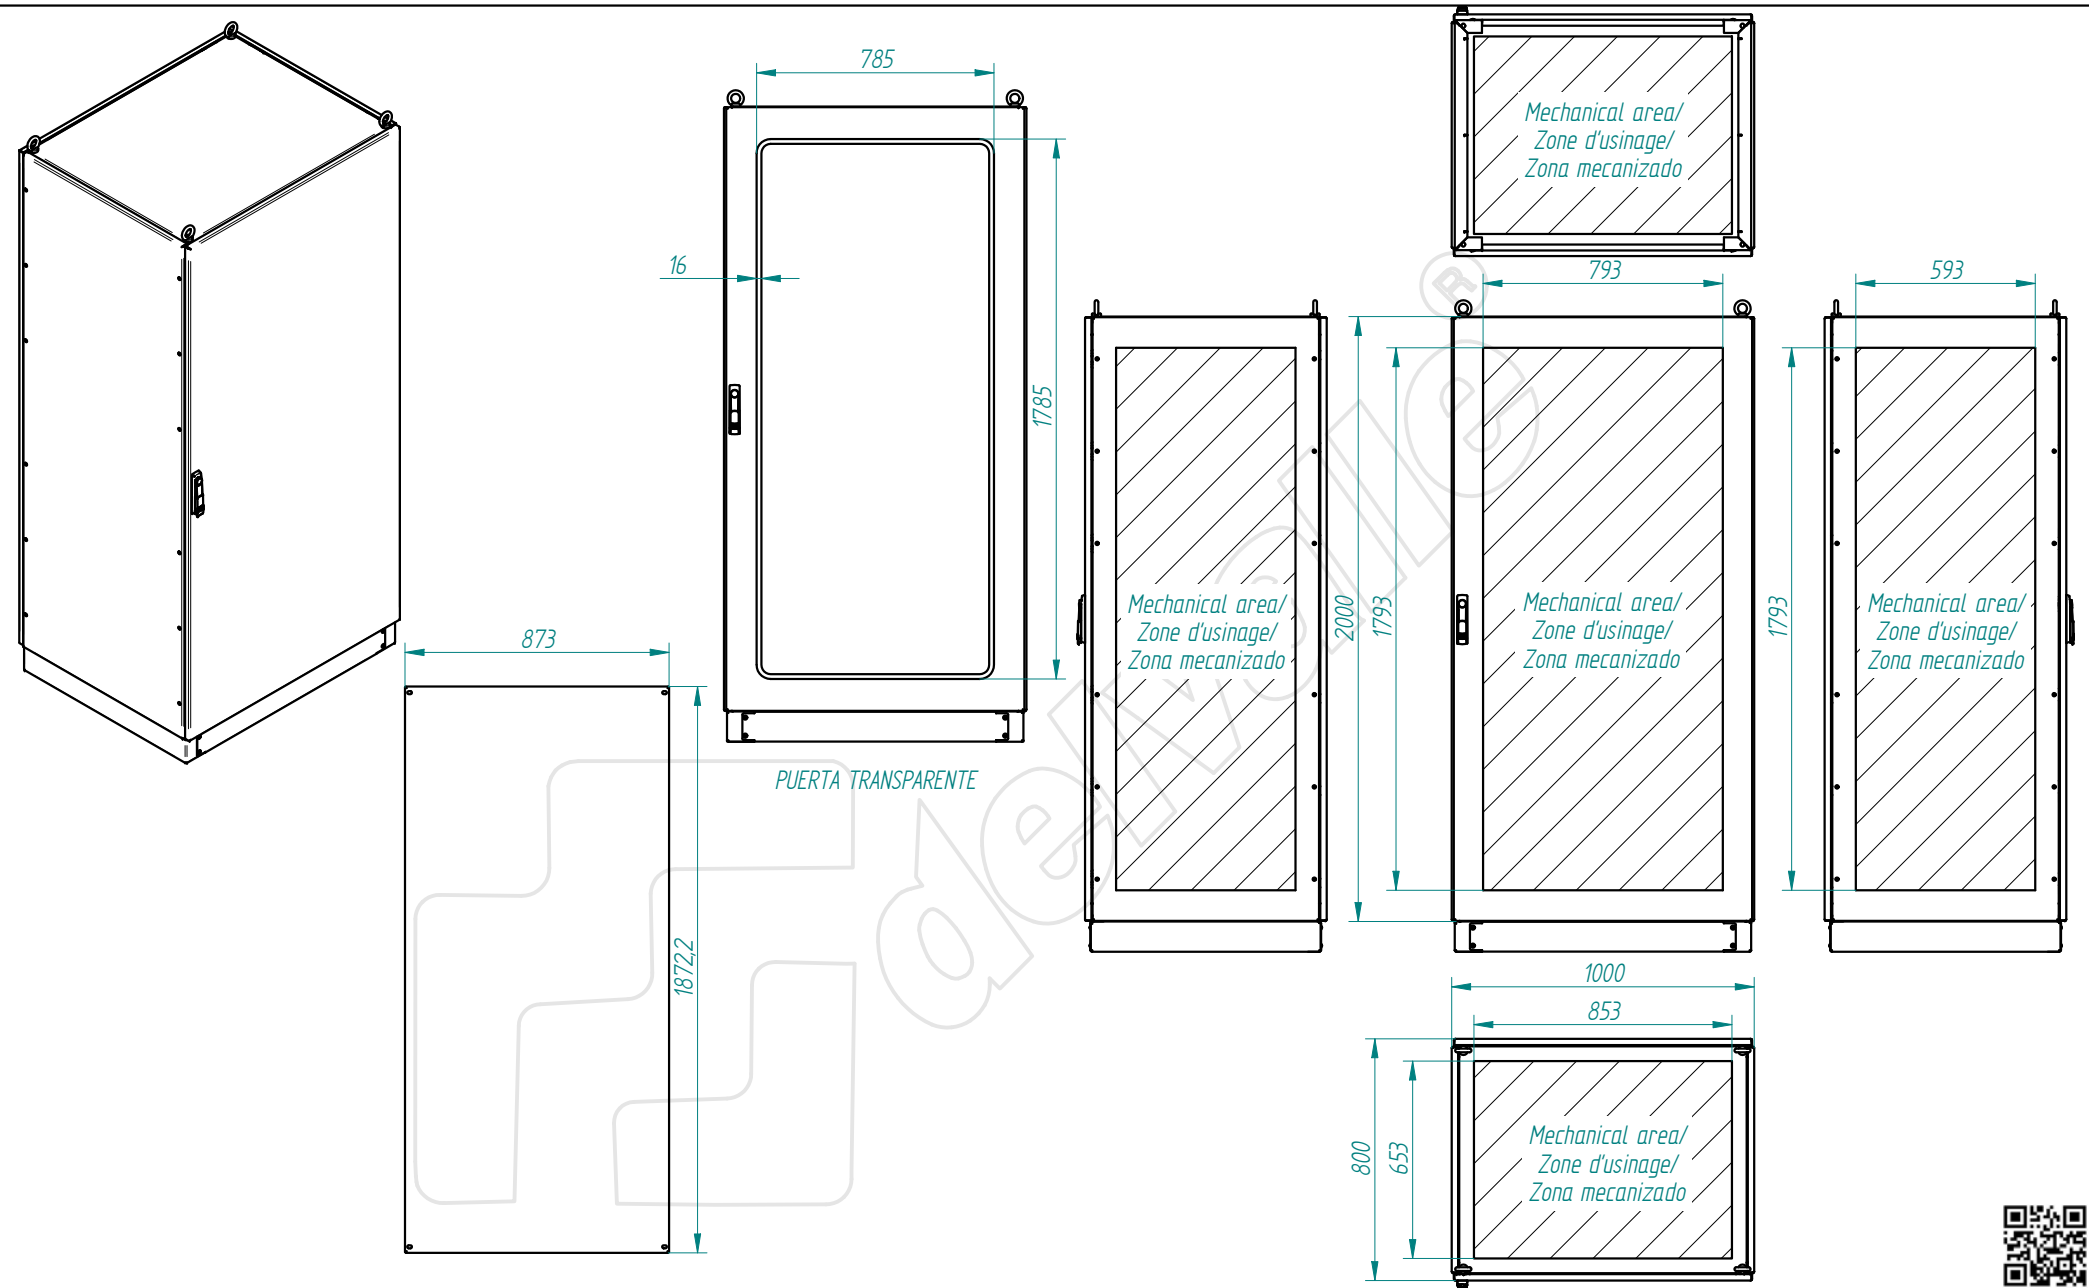 785
16
1785
PUERTA TRANSPARENTE
873
1872,2
Mechanical area/
Zone d'usinage/
Zona mecanizado
793
593
Mechanical area/
Zone d'usinage/
Zona mecanizado
2000
1793
Mechanical area/
Zone d'usinage/
Zona mecanizado
1793
Mechanical area/
Zone d'usinage/
Zona mecanizado
1000
853
800
653
Mechanical area/
Zone d'usinage/
Zona mecanizado
delvalle®